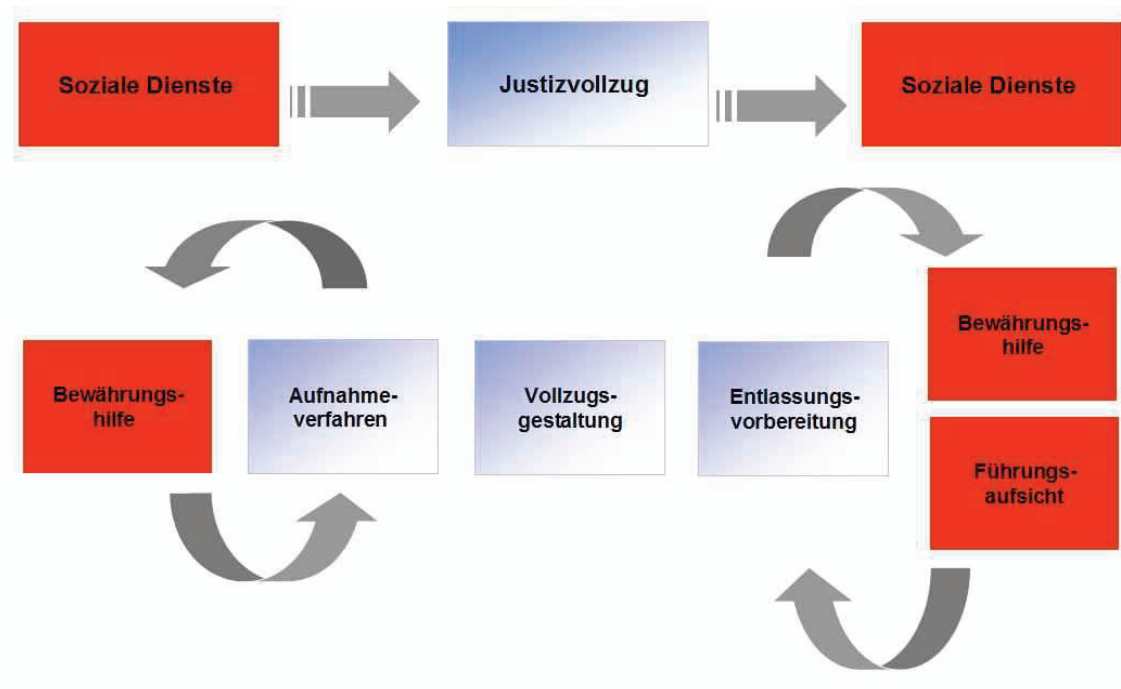 Soziale Dienste
Justizvollzug
Soziale Dienste
Bewährungs-
hilfe
Aufnahme-
verfahren
Vollzugs-
gestaltung
Entlassungs-
vorbereitung
Bewährungs-
hilfe
Führungs-
aufsicht